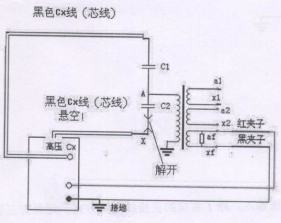 黑色Cx线（芯线）
C1
a1
x1
A
a2
黑色Cx线（芯线）
悬空!
C2
x2
红夹子
黑夹子
af
X
xf
高压 Cx
解开
接地